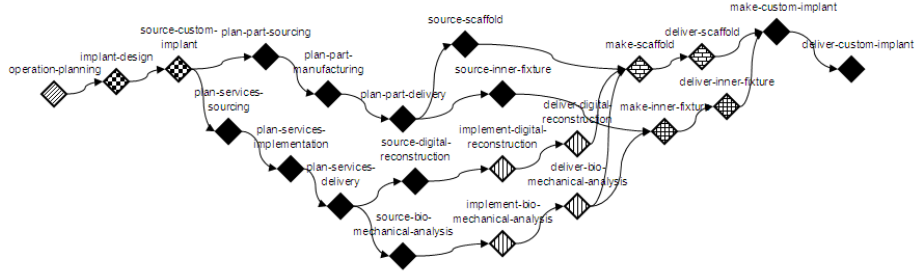 make-custom-implant
source-scaffold
source-custom-
implant
plan-part-sourcing
deliver-scaffold
make-scaffold
deliver-custom-implant
implant-design
plan-part-
manufacturing
operation-planning
source-inner-fixture
deliver-inner-fixture
plan-services-
sourcing
plan-part-delivery
deliver-digital-
reconstruction
make-inner-fixture
plan-services-
implementation
source-digital-
reconstruction
implement-digital-
reconstruction
plan-services-
delivery
deliver-bio-
mechanical-analysis
source-bio-
mechanical-analysis
implement-bio-
mechanical-analysis